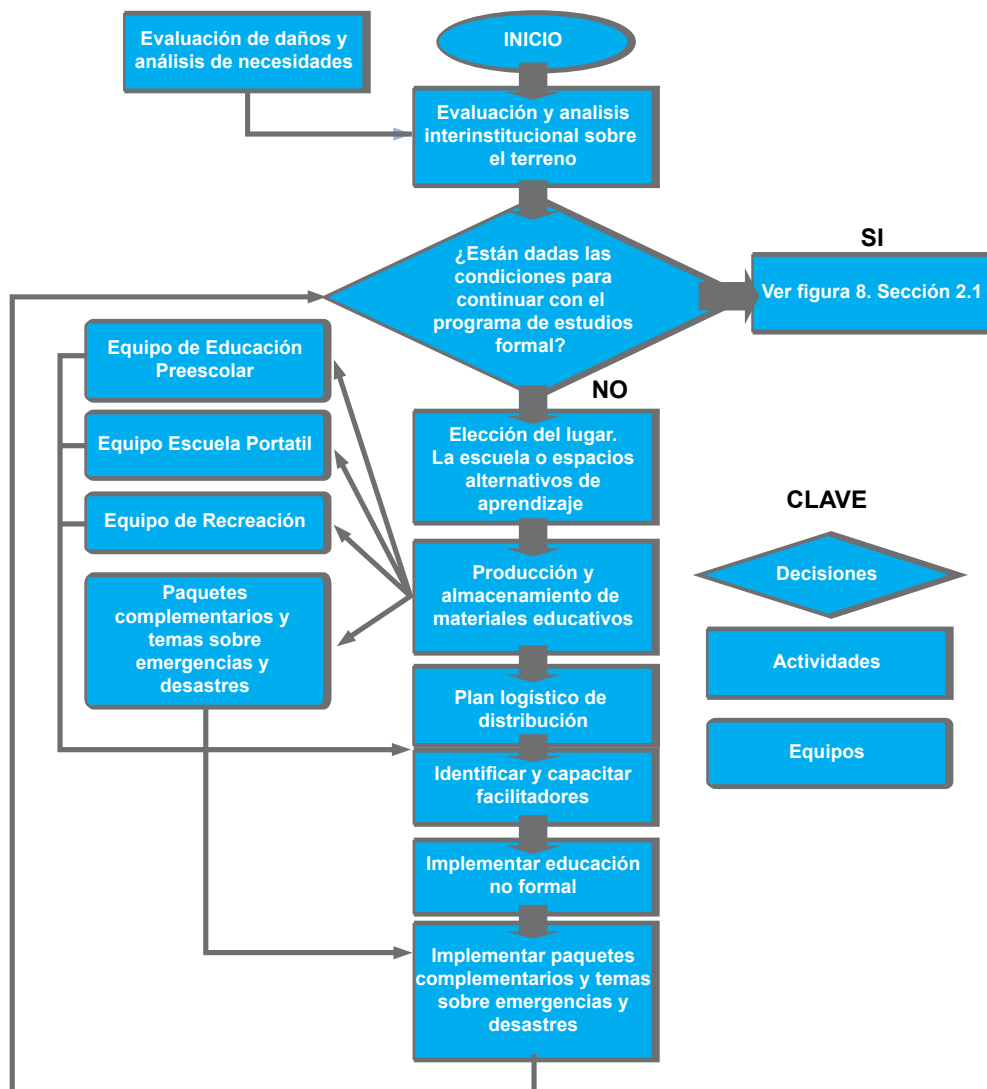 Evaluación de daños y
análisis de necesidades
INICIO
Evaluación y analisis
interinstitucional sobre
el terreno
¿Están dadas las
condiciones para
continuar con el
programa de estudios
formal?
SI
Ver figura 8. Sección 2.1
NO
Equipo de Educación
Preescolar
Equipo Escuela Portatil
Equipo de Recreación
Paquetes
complementarios y
temas sobre
emergencias y
desastres
Elección del lugar.
La escuela o espacios
alternativos de
aprendizaje
Producción y
almacenamiento de
materiales educativos
Plan logístico de
distribución
Identificar y capacitar
facilitadores
Implementar educación
no formal
Implementar paquetes
complementarios y temas
sobre emergencias y
desastres
CLAVE
Decisiones
Actividades
Equipos